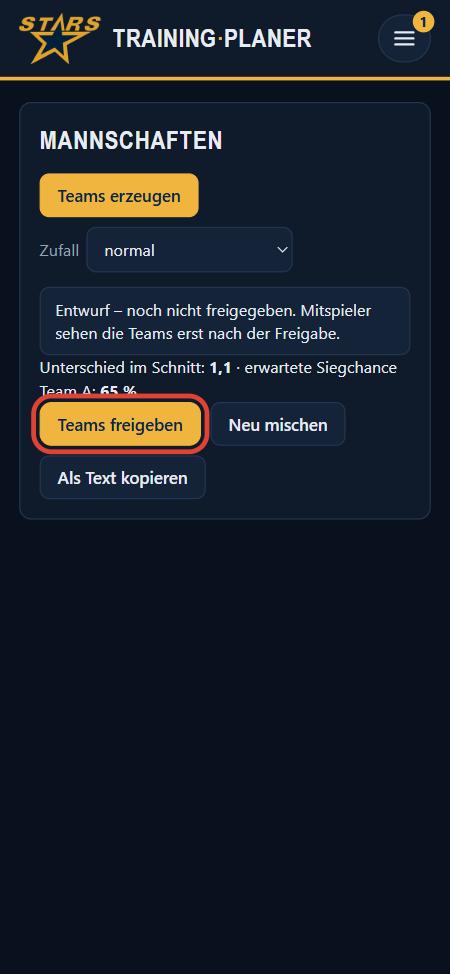 STARS
TRAINING·PLANER
1
MANNSCHAFTEN
Teams erzeugen
Zufall normal
Entwurf – noch nicht freigegeben. Mitspieler
sehen die Teams erst nach der Freigabe.
Unterschied im Schnitt: 1,1 · erwartete Siegchance
Team A: 65 %
Teams freigeben Neu mischen
Als Text kopieren